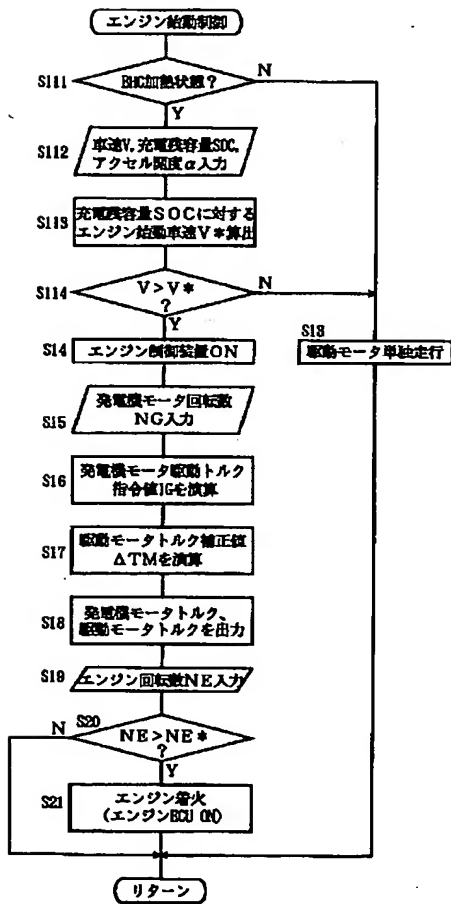 エンジン始動制御
S111
EHC加熱状態?
N
Y
S112
車速V,充電残容量SOC,
アクセル開度α入力
S113
充電残容量SOCに対する
エンジン始動車速V*算出
S114
V>V*
?
N
Y
S14
エンジン制御装置ON
S13
駆動モータ単独走行
S15
発電機モータ回転数
NG入力
S16
発電機モータ駆動トルク
指令値IGを演算
S17
駆動モータトルク補正値
ΔTMを演算
S18
発電機モータトルク、
駆動モータトルクを出力
S19
エンジン回転数NE入力
N
S20
NE>NE*
?
Y
S21
エンジン着火
(エンジンECU ON)
リターン